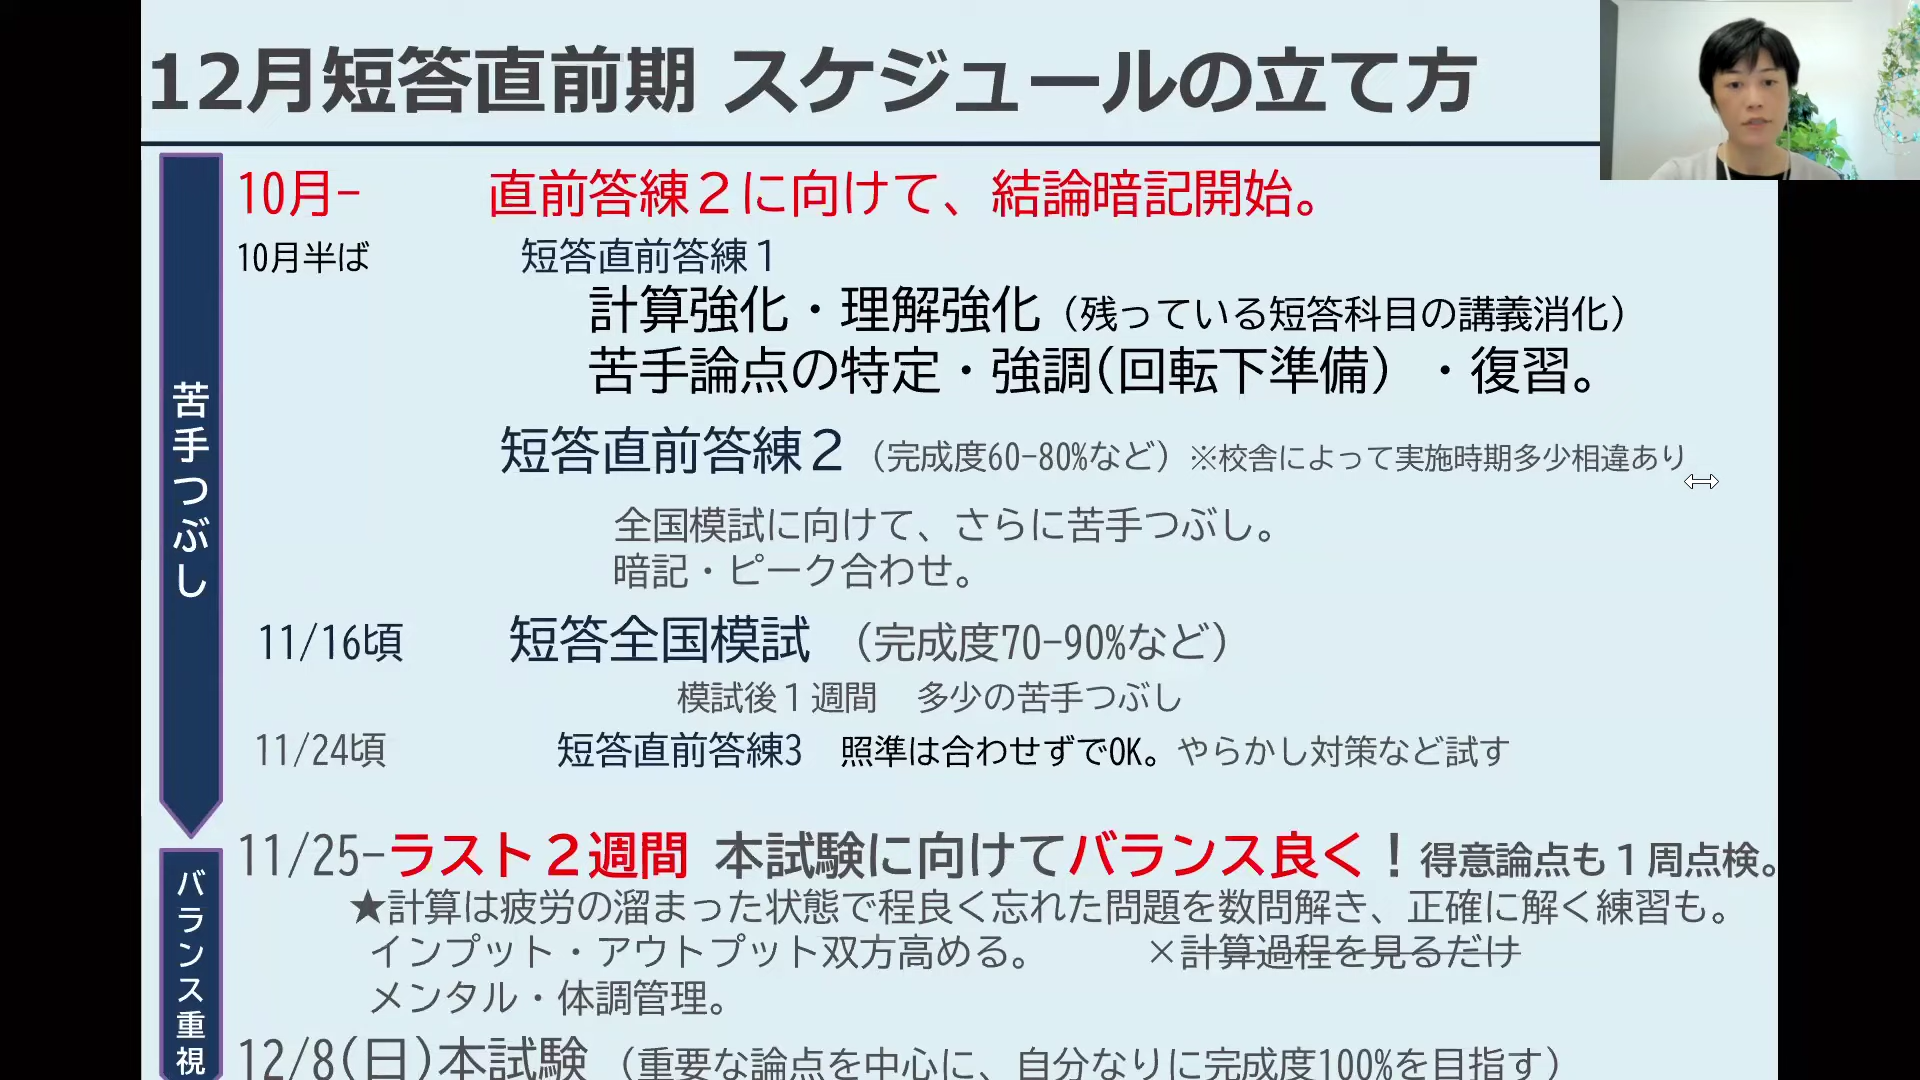 12月短答直前期 スケジュールの立て方
10月– 直前答練２に向けて、結論暗記開始。
10月半ば 短答直前答練１
計算強化・理解強化（残っている短答科目の講義消化）
苦手論点の特定・強調(回転下準備）・復習。
短答直前答練２（完成度60-80%など）※校舎によって実施時期多少相違あり
全国模試に向けて、さらに苦手つぶし。
暗記・ピーク合わせ。
11/16頃 短答全国模試 （完成度70-90%など）
模試後１週間 多少の苦手つぶし
11/24頃 短答直前答練3 照準は合わせずでOK。やらかし対策など試す
苦手つぶし
11/25-ラスト２週間 本試験に向けてバランス良く！得意論点も１周点検。
★計算は疲労の溜まった状態で程良く忘れた問題を数問解き、正確に解く練習も。
インプット・アウトプット双方高める。 ×計算過程を見るだけ
メンタル・体調管理。
12/8(日)本試験 （重要な論点を中心に、自分なりに完成度100%を目指す）
バランス重視